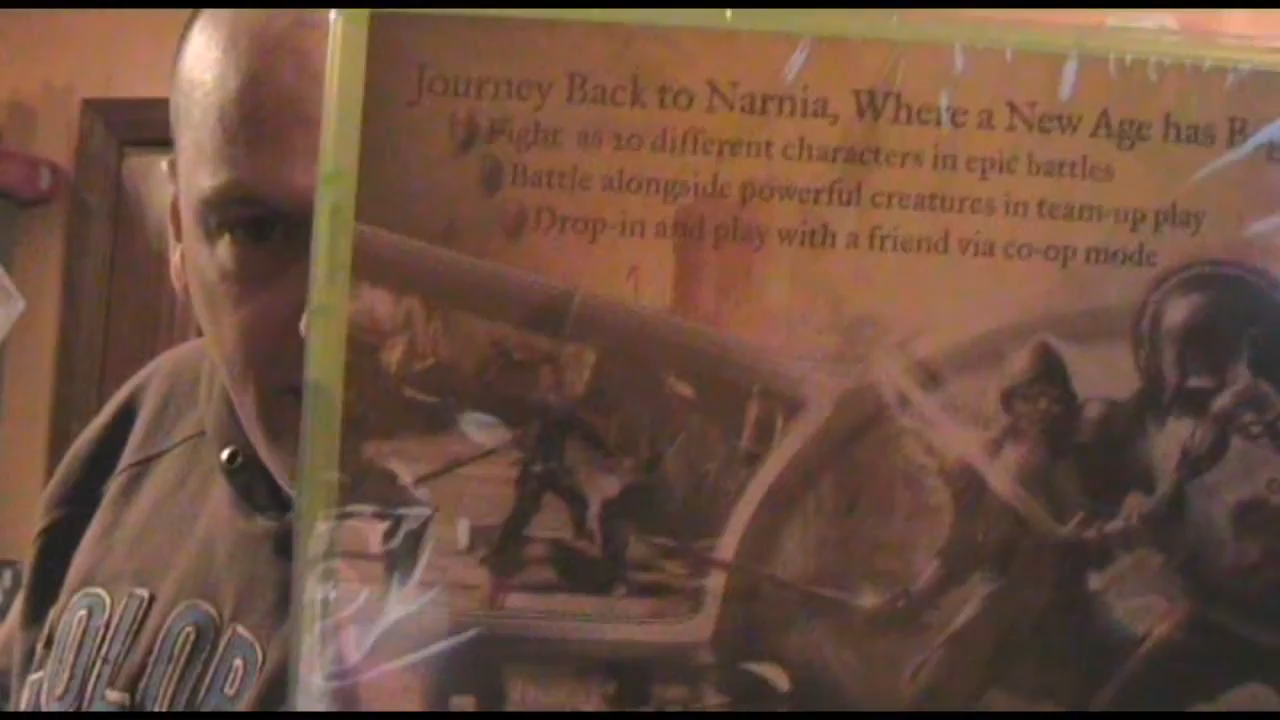 Journey Back to Narnia, Where a New Age has B
Fight as 20 different characters in epic battles
Battle alongside powerful creatures in team-up play
Drop-in and play with a friend via co-op mode
COLOR